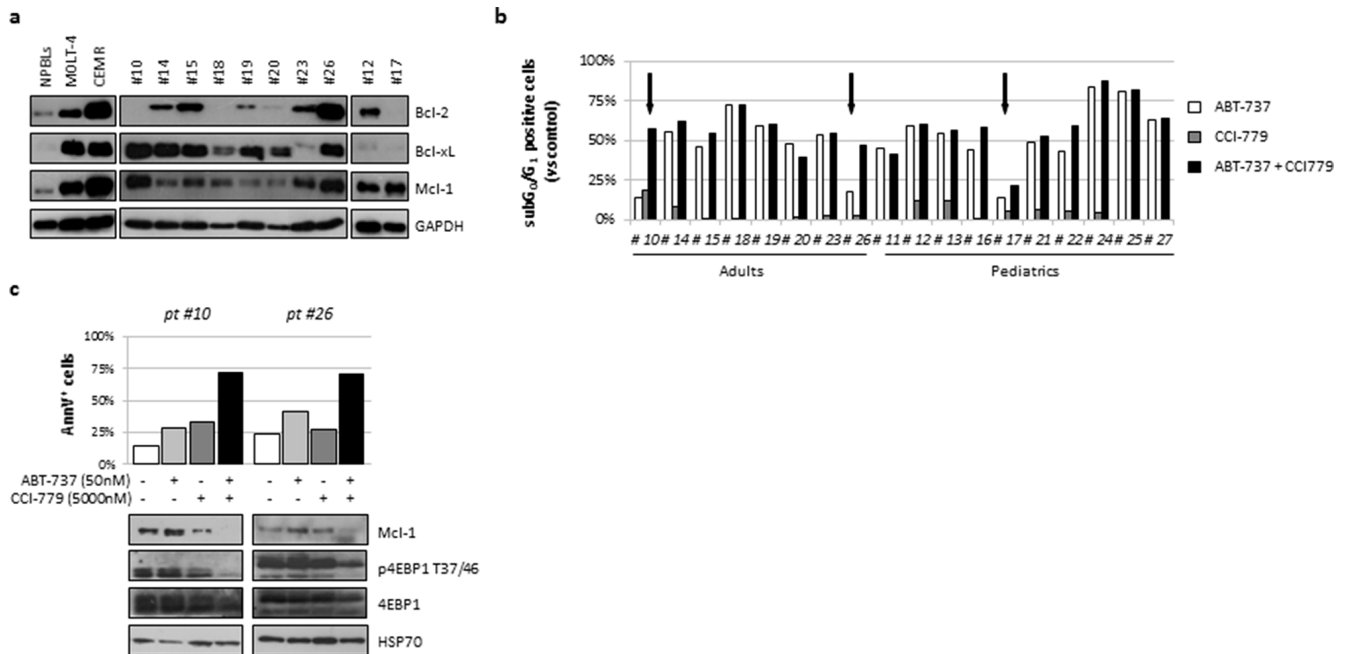 a
NPBLs MOLT-4 CEMR #10 #14 #15 #18 #19 #20 #23 #26 #12 #17
Bcl-2
Bcl-xL
Mcl-1
GAPDH
b
subG0/G1 positive cells
(vs control)
100%
75%
50%
25%
0%
# 10 # 14 # 15 # 18 # 19 # 20 # 23 # 26 # 11 # 12 # 13 # 16 # 17 # 21 # 22 # 24 # 25 # 27
Adults Pediatrics
ABT-737
CCI-779
ABT-737 + CCI779
c
pt #10 pt #26
AnnV+ cells
100%
75%
50%
25%
0%
ABT-737 (50nM) - + - + - + - +
CCI-779 (5000nM) - - + + - - + +
Mcl-1
p4EBP1 T37/46
4EBP1
HSP70